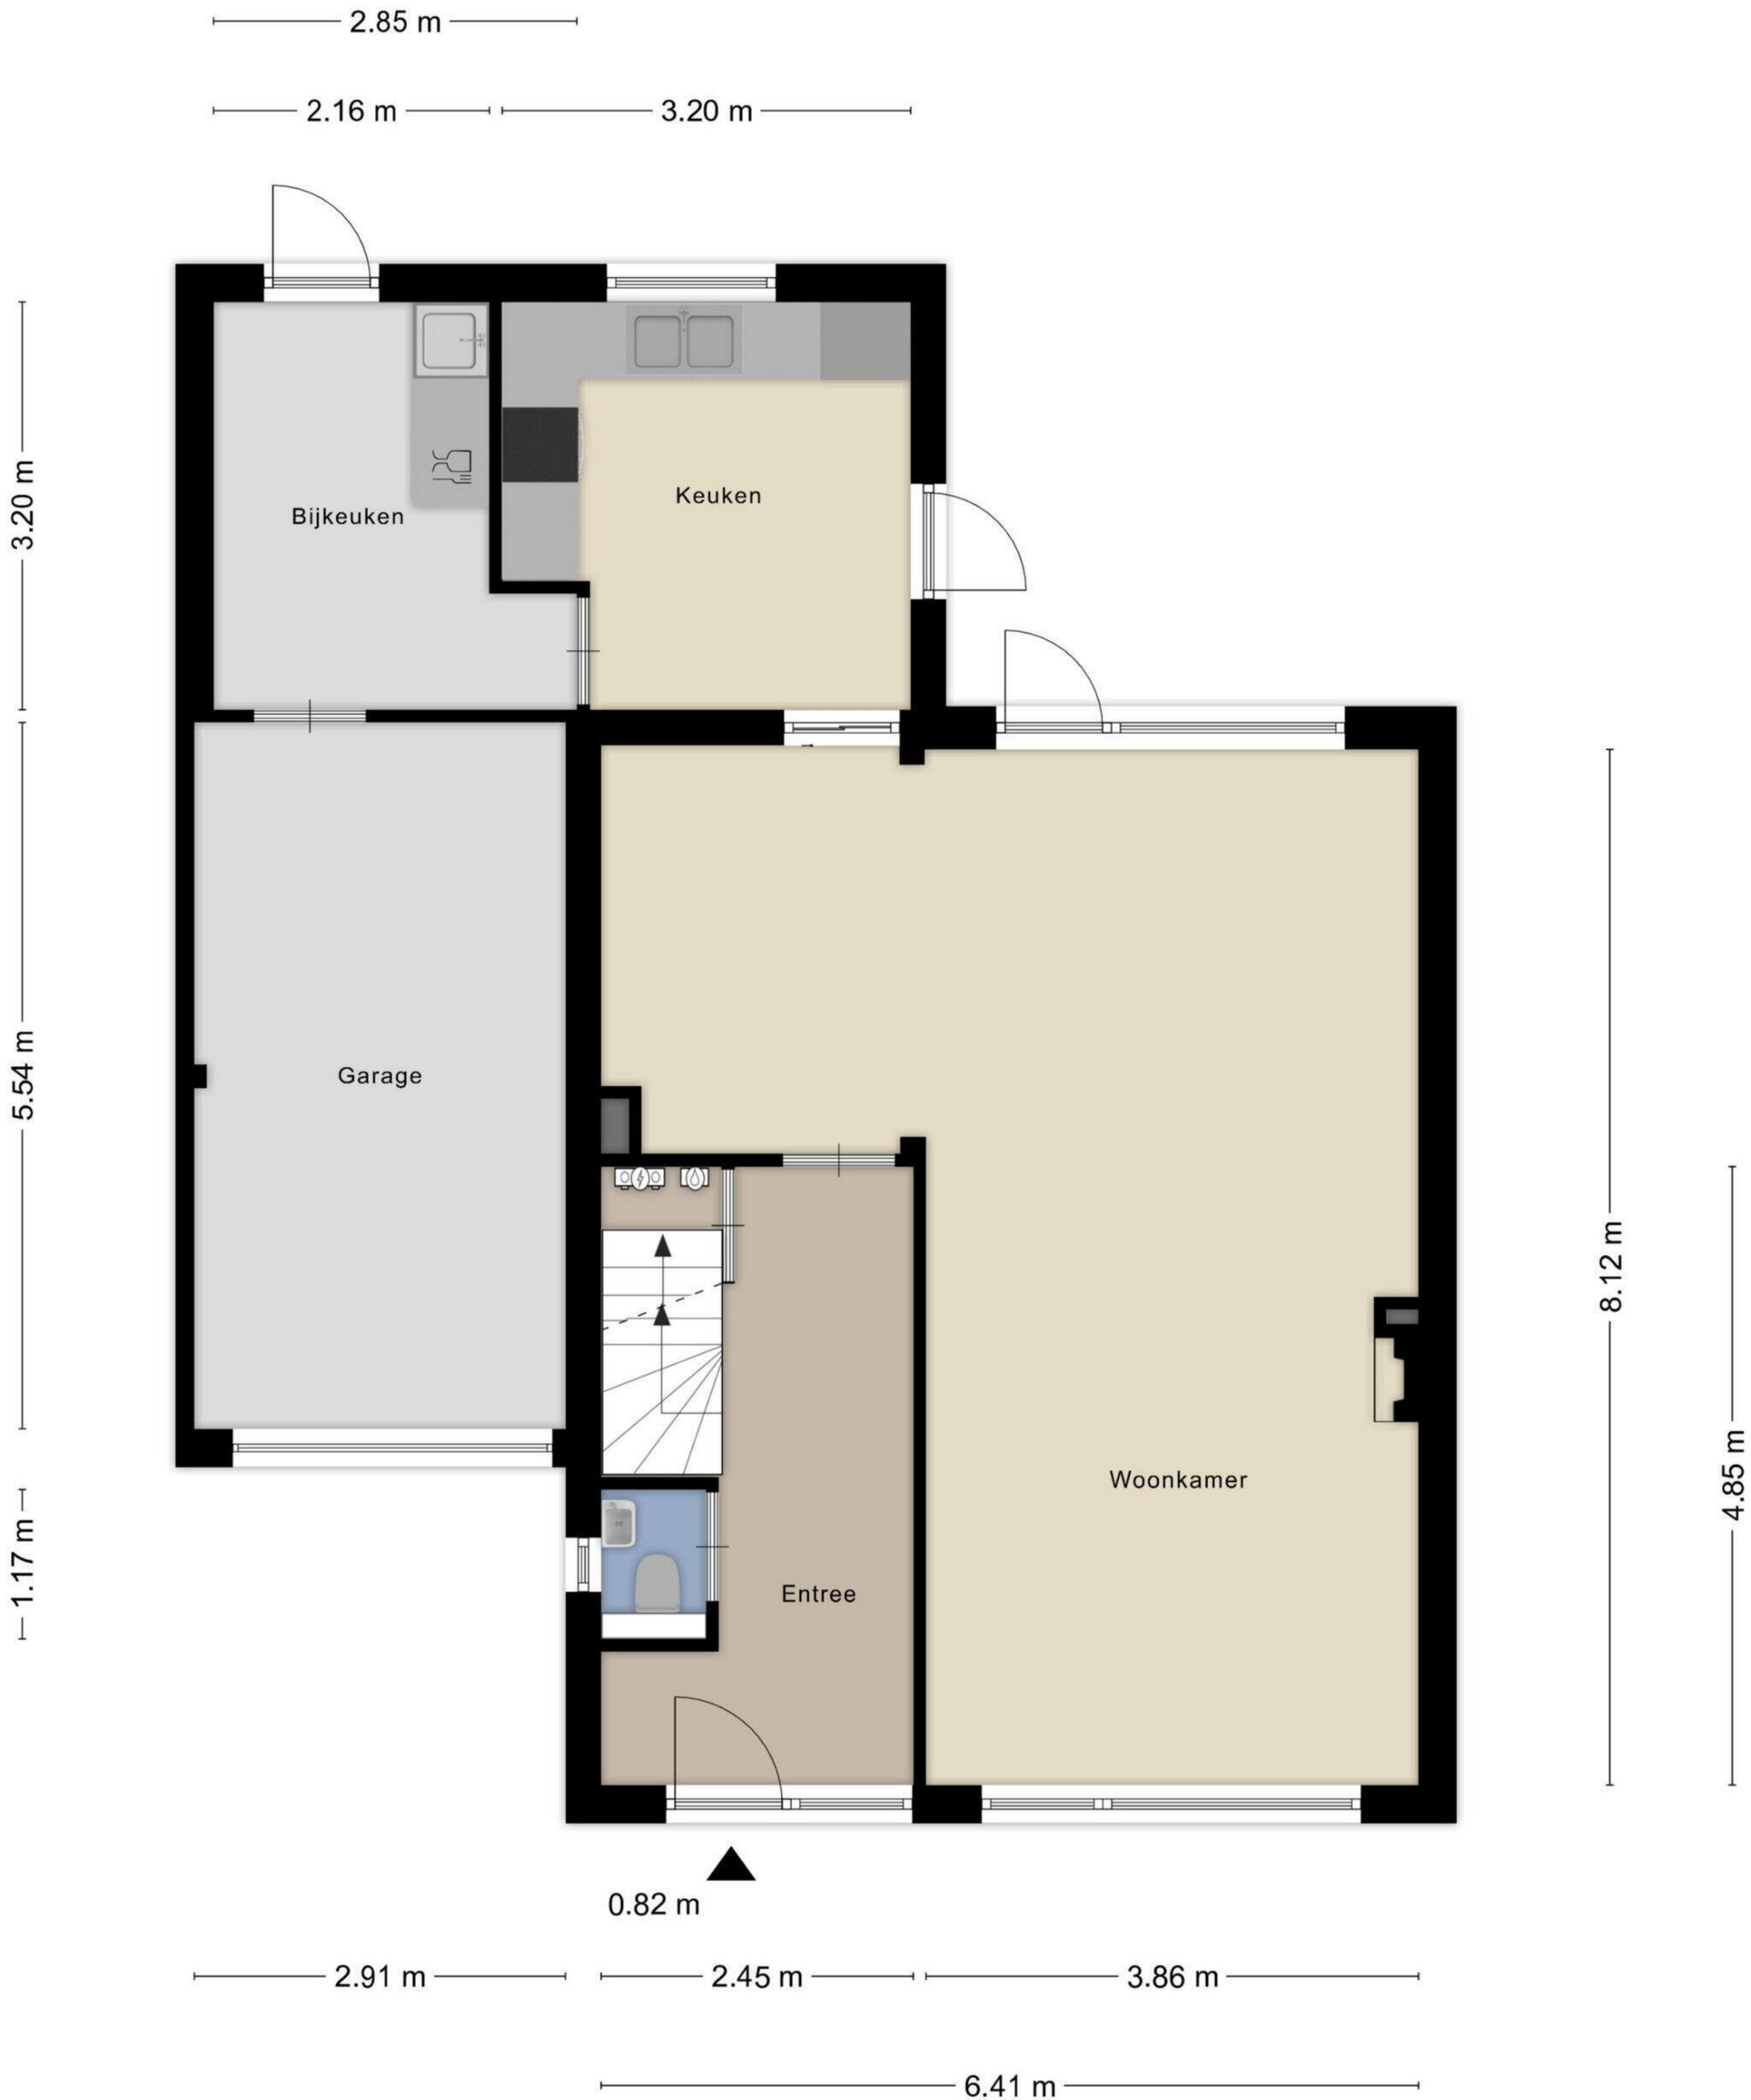 2.85 m
2.16 m
3.20 m
3.20 m
Keuken
Bijkeuken
5.54 m
Garage
8.12 m
4.85 m
Woonkamer
1.17 m
Entree
0.82 m
2.91 m
2.45 m
3.86 m
6.41 m